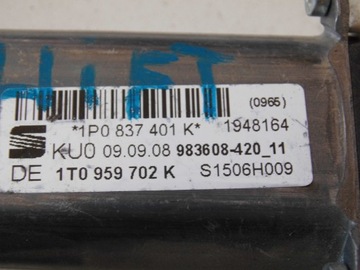 (0965)
*1P0 837 401 K* 1948164
KU0 09.09.08 983608-420_11
DE 1T0 959 702 K S1506H009